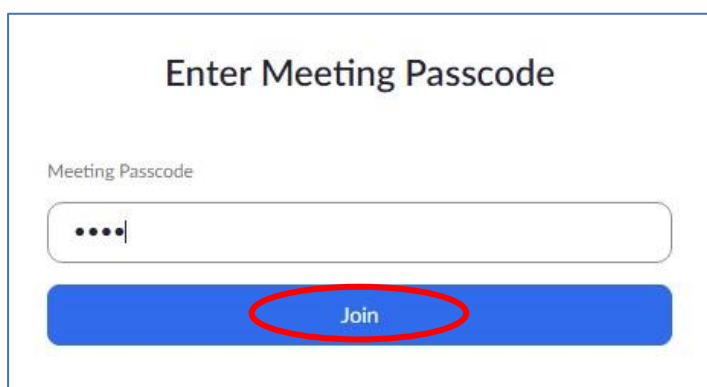 Enter Meeting Passcode
Meeting Passcode
••••
Join